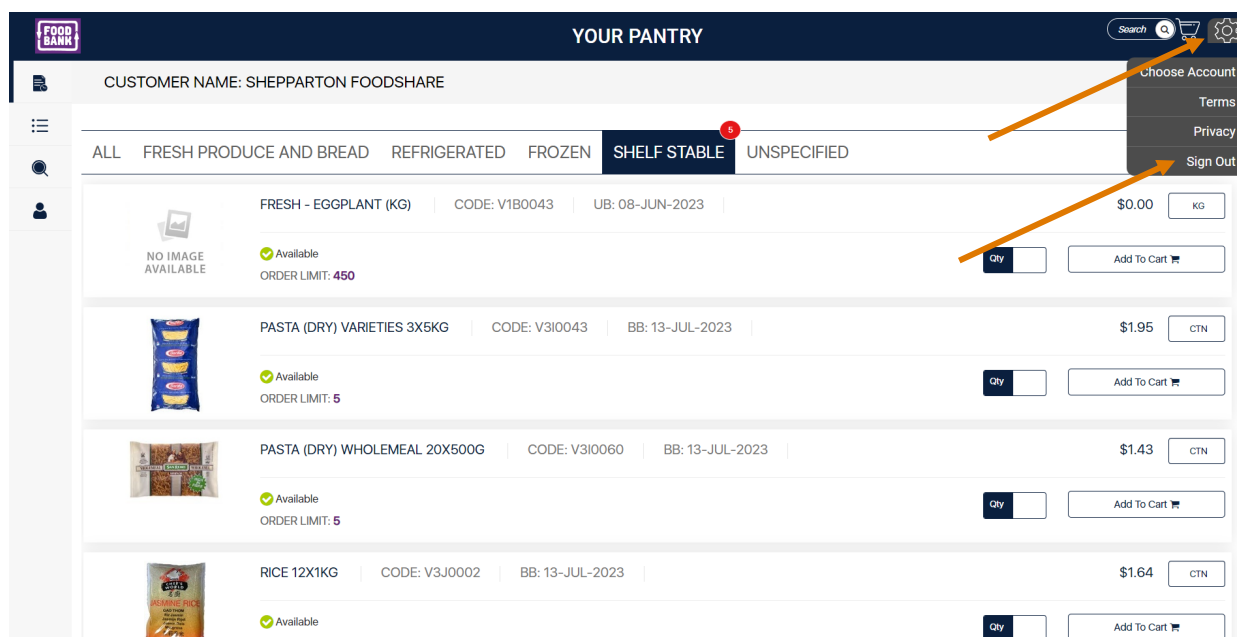 FOOD BANK
YOUR PANTRY
Search
CUSTOMER NAME: SHEPPARTON FOODSHARE
Choose Account
Terms
Privacy
Sign Out
5
ALL FRESH PRODUCE AND BREAD REFRIGERATED FROZEN SHELF STABLE UNSPECIFIED
FRESH - EGGPLANT (KG) CODE: V1B0043 UB: 08-JUN-2023 $0.00 KG
NO IMAGE
AVAILABLE
Available Qty Add To Cart
ORDER LIMIT: 450
PASTA (DRY) VARIETIES 3X5KG CODE: V3I0043 BB: 13-JUL-2023 $1.95 CTN
Available Qty Add To Cart
ORDER LIMIT: 5
PASTA (DRY) WHOLEMEAL 20X500G CODE: V3I0060 BB: 13-JUL-2023 $1.43 CTN
Available Qty Add To Cart
ORDER LIMIT: 5
RICE 12X1KG CODE: V3J0002 BB: 13-JUL-2023 $1.64 CTN
JASMINE RICE
Available Qty Add To Cart